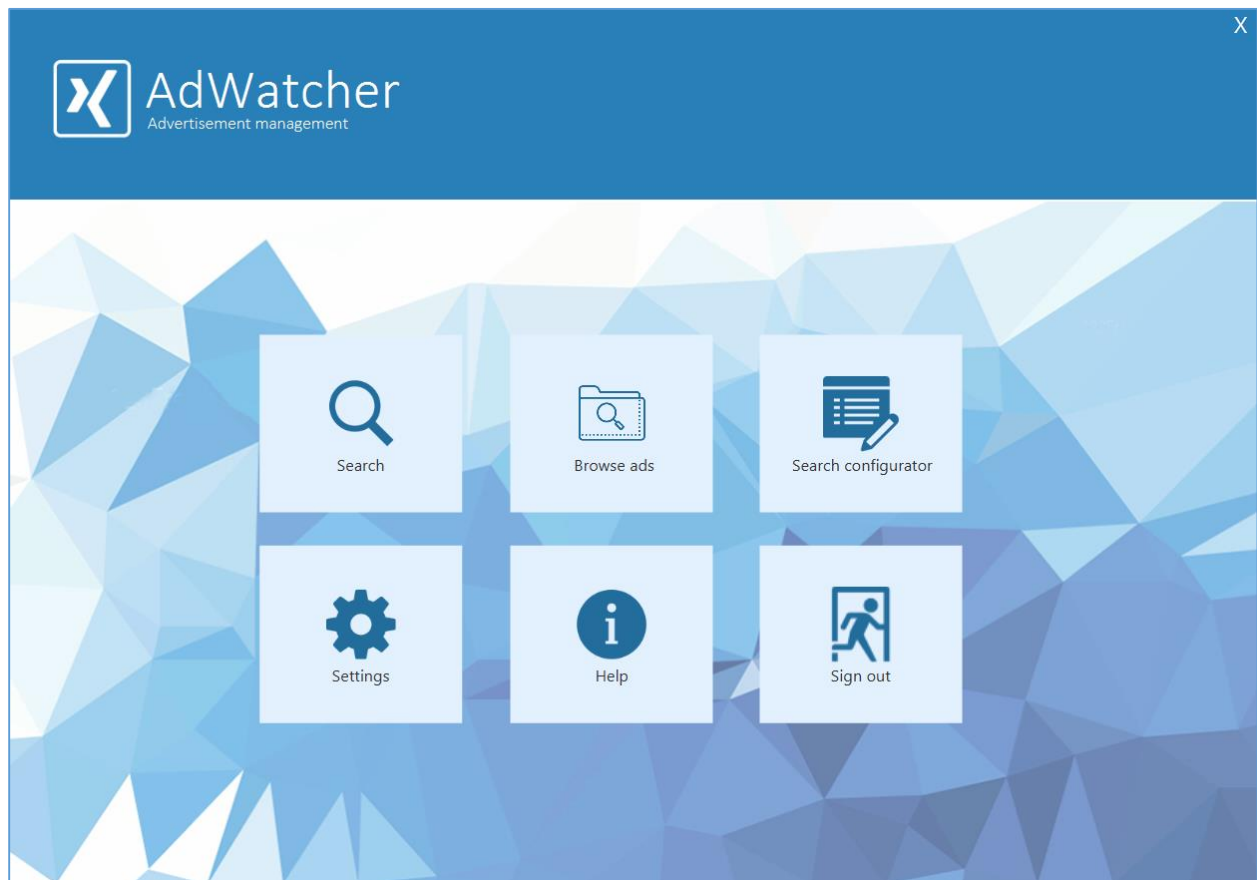 X
AdWatcher
Advertisement management
Search
Browse ads
Search configurator
Settings
Help
Sign out